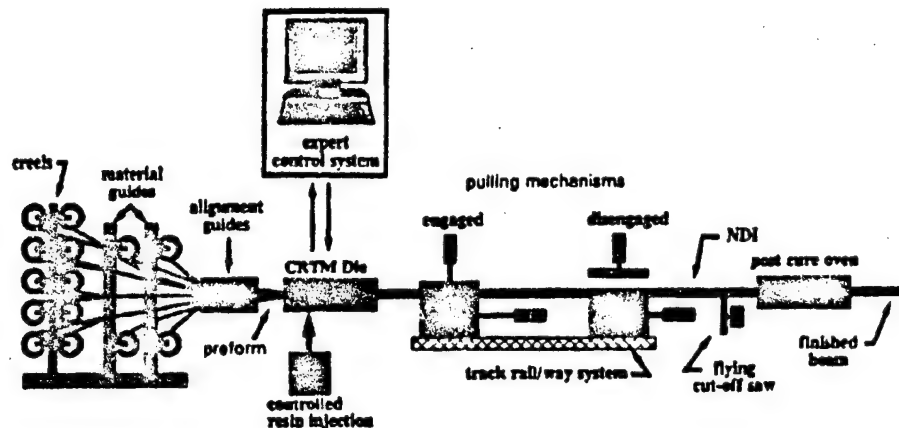 expert
control system
creels
material
guides
alignment
guides
pulling mechanisms
engaged
disengaged
NDI
CRTM Die
post cure oven
preform
finished
beam
track rail/way system
flying
cut-off saw
controlled
resin injection